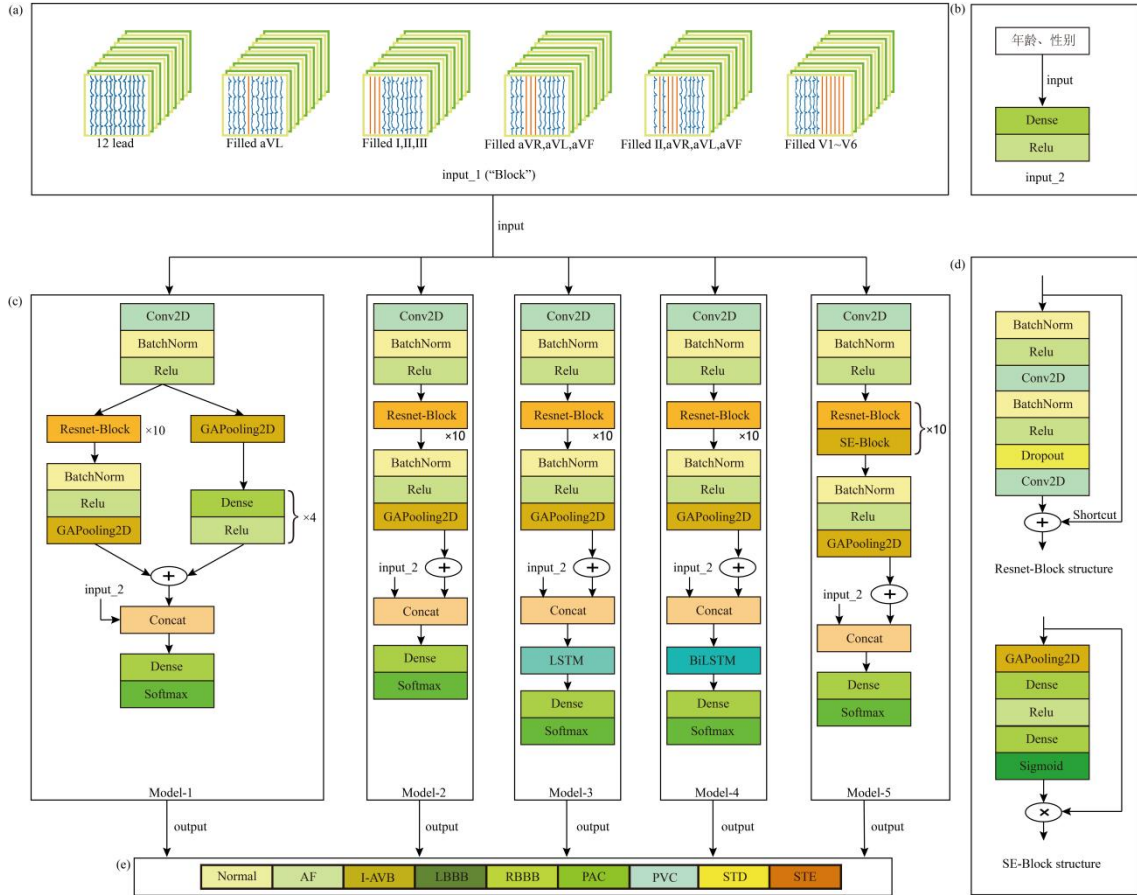 (a)
12 lead
Filled aVL
Filled I,II,III
Filled aVR,aVL,aVF
Filled II,aVR,aVL,aVF
Filled V1~V6
input_1 (“Block”)
(b)
年龄、性别
input
Dense
Relu
input_2
input
(c)
Conv2D
BatchNorm
Relu
Resnet-Block
×10
GAPooling2D
BatchNorm
Relu
GAPooling2D
Dense
Relu
×4
+
input_2
Concat
Dense
Softmax
Model-1
Conv2D
BatchNorm
Relu
Resnet-Block
×10
BatchNorm
Relu
GAPooling2D
input_2
+
Concat
Dense
Softmax
Model-2
Conv2D
BatchNorm
Relu
Resnet-Block
×10
BatchNorm
Relu
GAPooling2D
input_2
+
Concat
LSTM
Dense
Softmax
Model-3
Conv2D
BatchNorm
Relu
Resnet-Block
×10
BatchNorm
Relu
GAPooling2D
input_2
+
Concat
BiLSTM
Dense
Softmax
Model-4
Conv2D
BatchNorm
Relu
Resnet-Block
SE-Block
×10
BatchNorm
Relu
GAPooling2D
input_2
+
Concat
Dense
Softmax
Model-5
(d)
BatchNorm
Relu
Conv2D
BatchNorm
Relu
Dropout
Conv2D
Shortcut
+
Resnet-Block structure
GAPooling2D
Dense
Relu
Dense
Sigmoid
×
SE-Block structure
output
output
output
output
output
(e)
Normal
AF
I-AVB
LBBB
RBBB
PAC
PVC
STD
STE